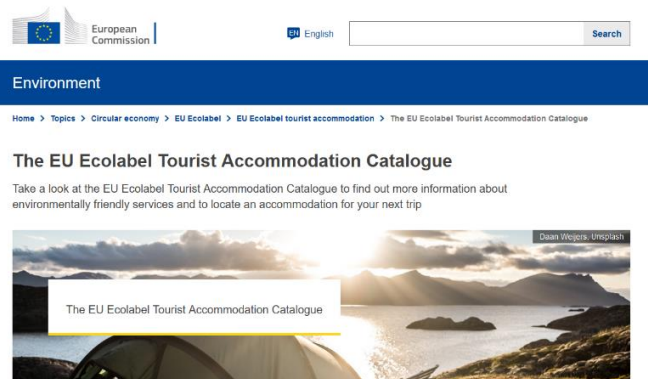 European
Commission
EN English
Search
Environment
Home > Topics > Circular economy > EU Ecolabel > EU Ecolabel tourist accommodation > The EU Ecolabel Tourist Accommodation Catalogue
The EU Ecolabel Tourist Accommodation Catalogue
Take a look at the EU Ecolabel Tourist Accommodation Catalogue to find out more information about
environmentally friendly services and to locate an accommodation for your next trip
Daan Weijers, Unsplash
The EU Ecolabel Tourist Accommodation Catalogue